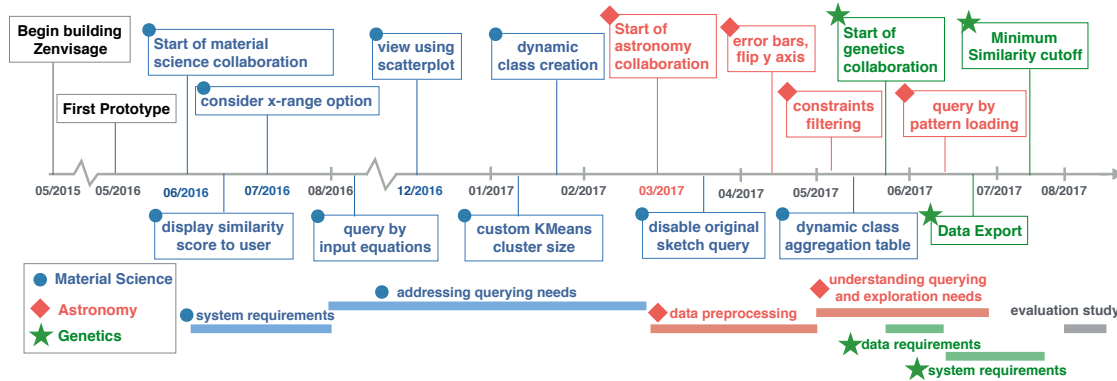 Begin building
Zenvisage
First Prototype
Start of material
science collaboration
consider x-range option
view using
scatterplot
dynamic
class creation
Start of
astronomy
collaboration
error bars,
flip y axis
constraints
filtering
Start of
genetics
collaboration
query by
pattern loading
Minimum
Similarity cutoff
05/2015
05/2016
06/2016
07/2016
08/2016
12/2016
01/2017
02/2017
03/2017
04/2017
05/2017
06/2017
07/2017
08/2017
display similarity
score to user
query by
input equations
custom KMeans
cluster size
disable original
sketch query
dynamic class
aggregation table
Data Export
Material Science
Astronomy
Genetics
system requirements
addressing querying needs
data preprocessing
understanding querying
and exploration needs
data requirements
system requirements
evaluation study